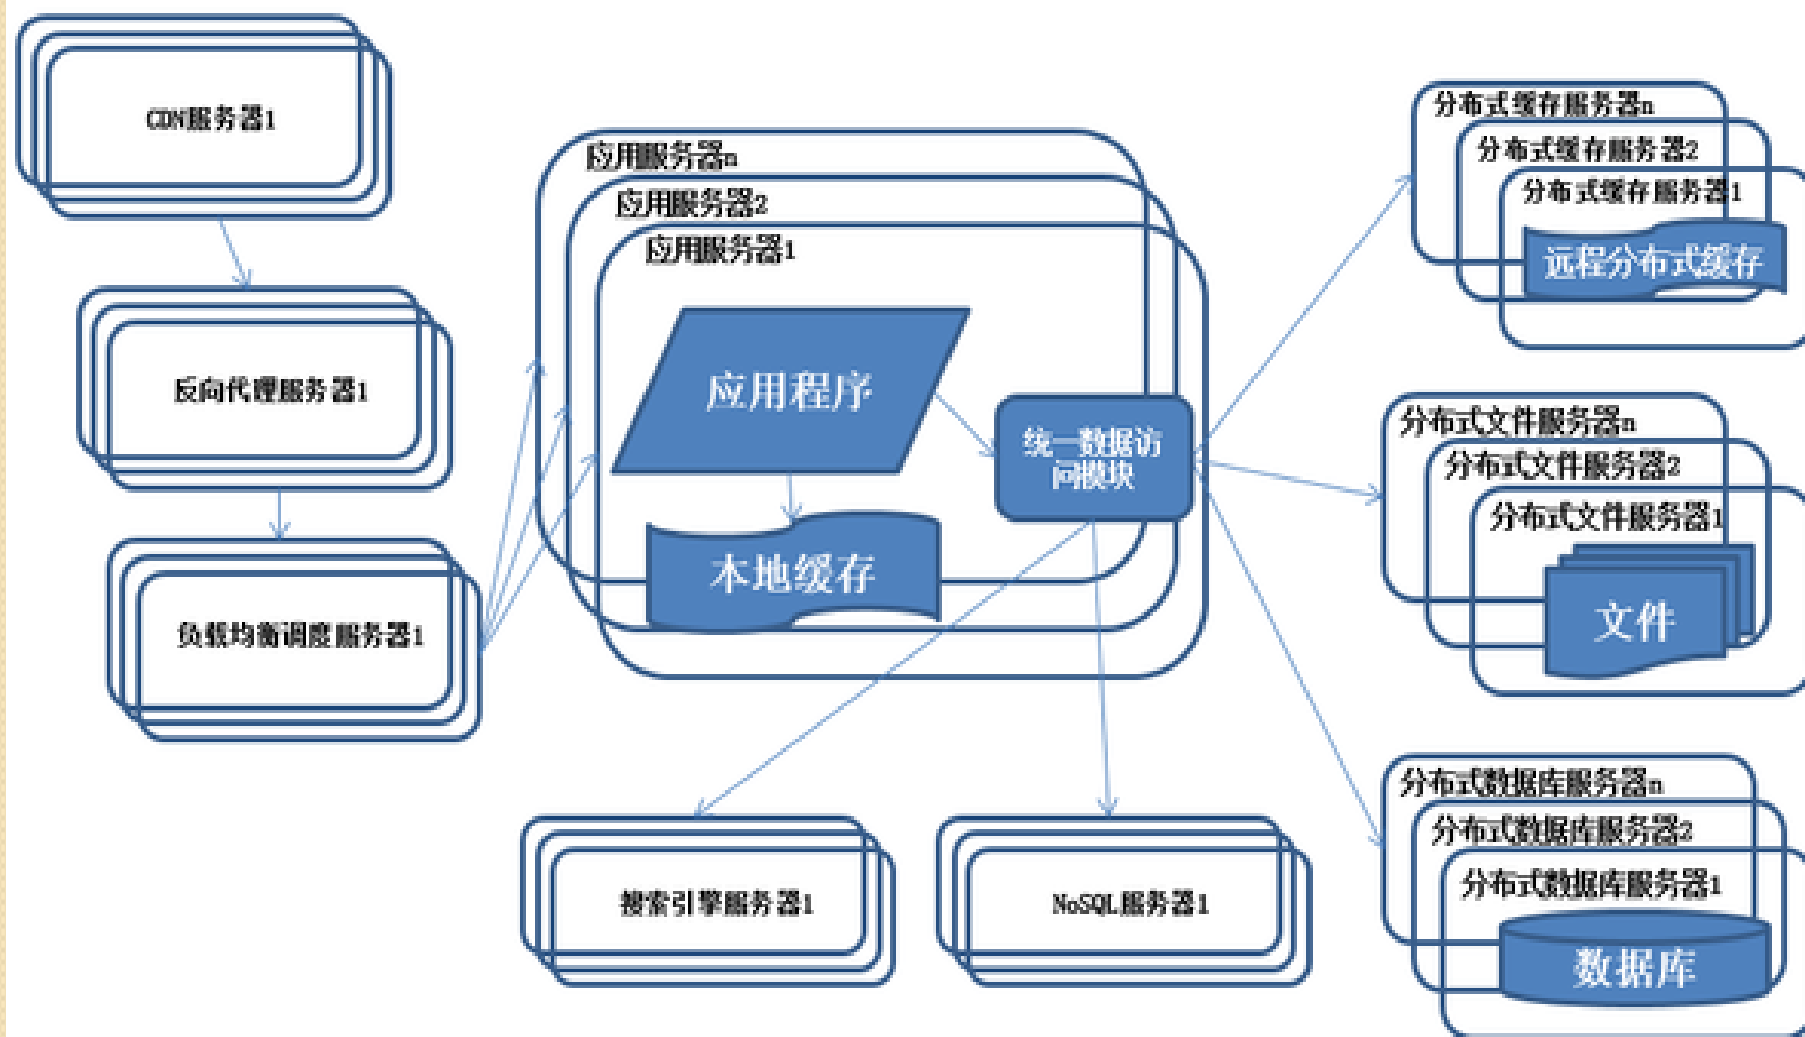 CDN服务器1
反向代理服务器1
负载均衡调度服务器1
应用服务器n
应用服务器2
应用服务器1
应用程序
本地缓存
统一数据访
问模块
搜索引擎服务器1
NoSQL服务器1
分布式缓存服务器n
分布式缓存服务器2
分布式缓存服务器1
远程分布式缓存
分布式文件服务器n
分布式文件服务器2
分布式文件服务器1
文件
分布式数据库服务器n
分布式数据库服务器2
分布式数据库服务器1
数据库